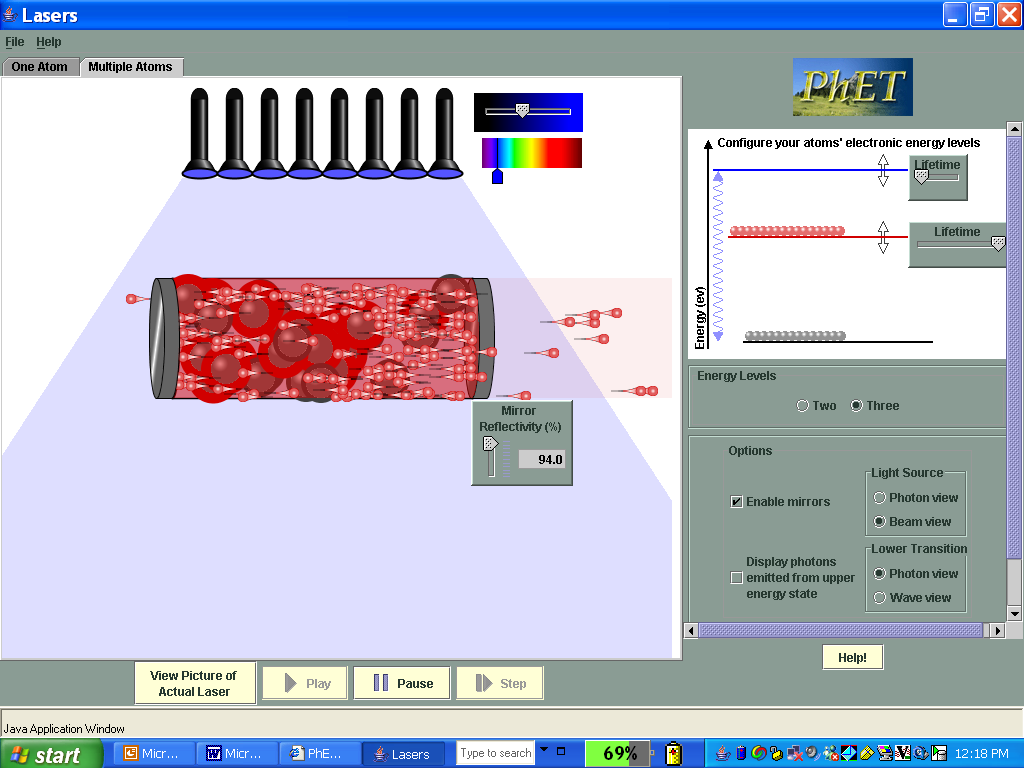 Lasers
File Help
One Atom Multiple Atoms
PhET
Configure your atoms' electronic energy levels
Lifetime
Lifetime
Energy (ev)
Mirror
Reflectivity (%)
94.0
Energy Levels
Two Three
Options
Enable mirrors
Light Source
Photon view
Beam view
Display photons
emitted from upper
energy state
Lower Transition
Photon view
Wave view
Help!
View Picture of
Actual Laser
Play
Pause
Step
Java Application Window
start Micr... Micr... PhE... Lasers Type to search 69% 12:18 PM